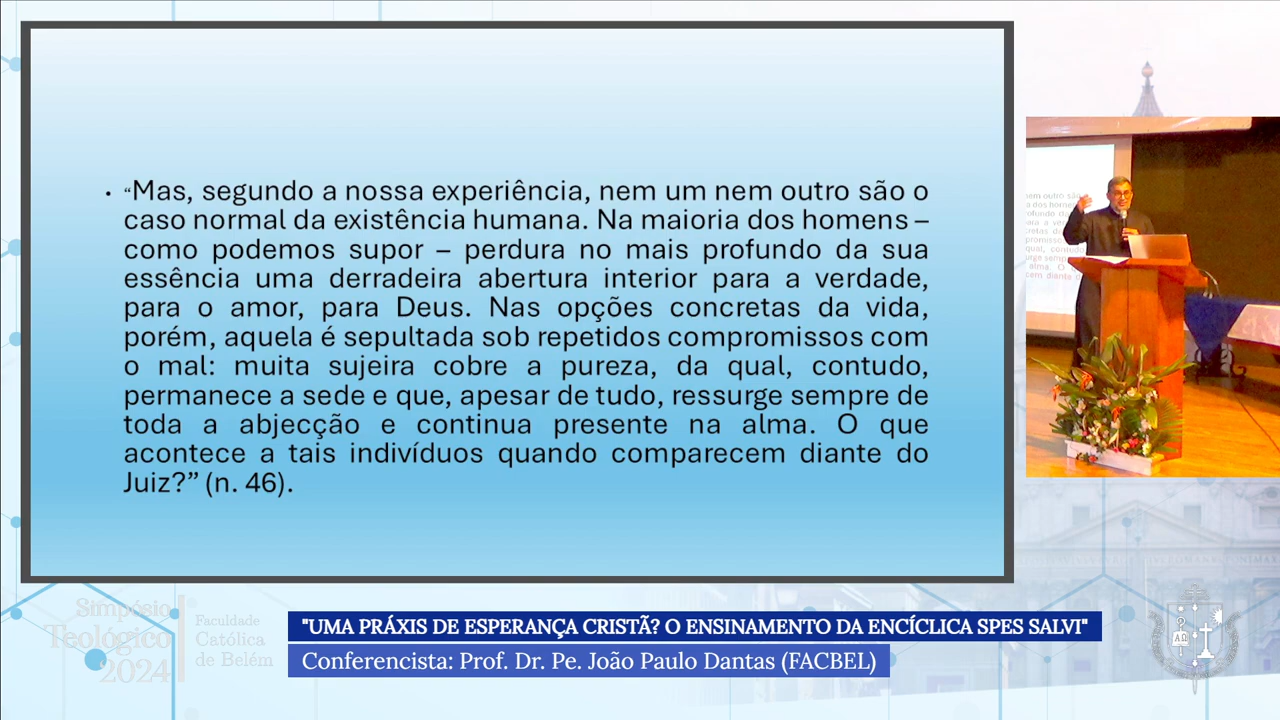 • “Mas, segundo a nossa experiência, nem um nem outro são o
caso normal da existência humana. Na maioria dos homens –
como podemos supor – perdura no mais profundo da sua
essência uma derradeira abertura interior para a verdade,
para o amor, para Deus. Nas opções concretas da vida,
porém, aquela é sepultada sob repetidos compromissos com
o mal: muita sujeira cobre a pureza, da qual, contudo,
permanece a sede e que, apesar de tudo, ressurge sempre de
toda a abjecção e continua presente na alma. O que
acontece a tais indivíduos quando comparecem diante do
Juiz?” (n. 46).
nem outro são
Simpósio
Teológico
2024
Faculdade
Católica
de Belém
"UMA PRÁXIS DE ESPERANÇA CRISTÃ? O ENSINAMENTO DA ENCÍCLICA SPES SALVI"
Conferencista: Prof. Dr. Pe. João Paulo Dantas (FACBEL)
ΑΩ